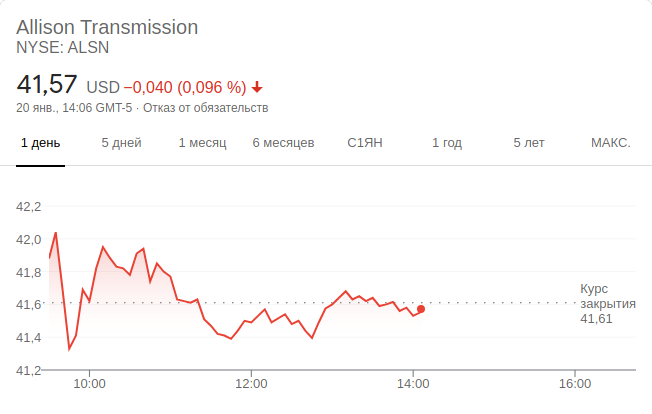 Allison Transmission
NYSE: ALSN
41,57 USD −0,040 (0,096 %)
20 янв., 14:06 GMT-5 · Отказ от обязательств
1 день 5 дней 1 месяц 6 месяцев С1ЯН 1 год 5 лет МАКС.
42,2
42,0
41,8
41,6
41,4
41,2
Курс
закрытия
41,61
10:00 12:00 14:00 16:00